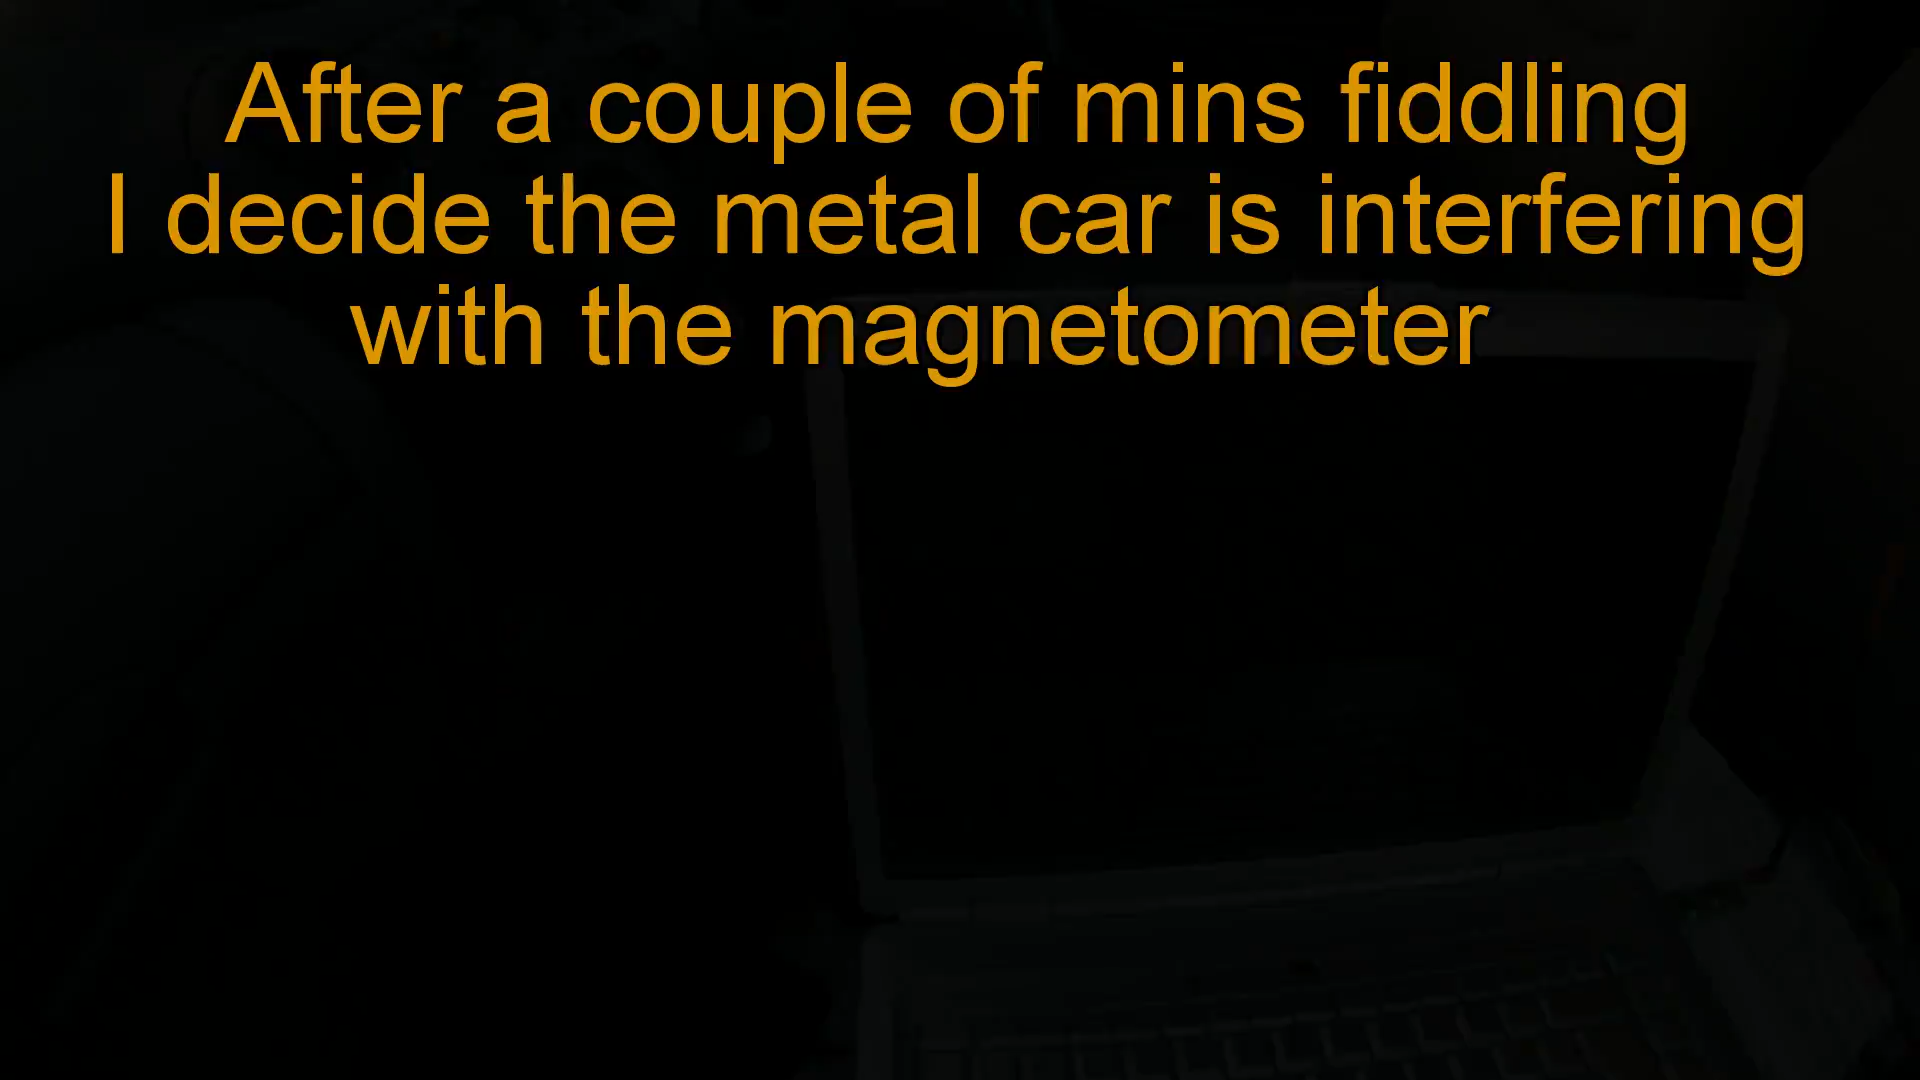 After a couple of mins fiddling
I decide the metal car is interfering
with the magnetometer